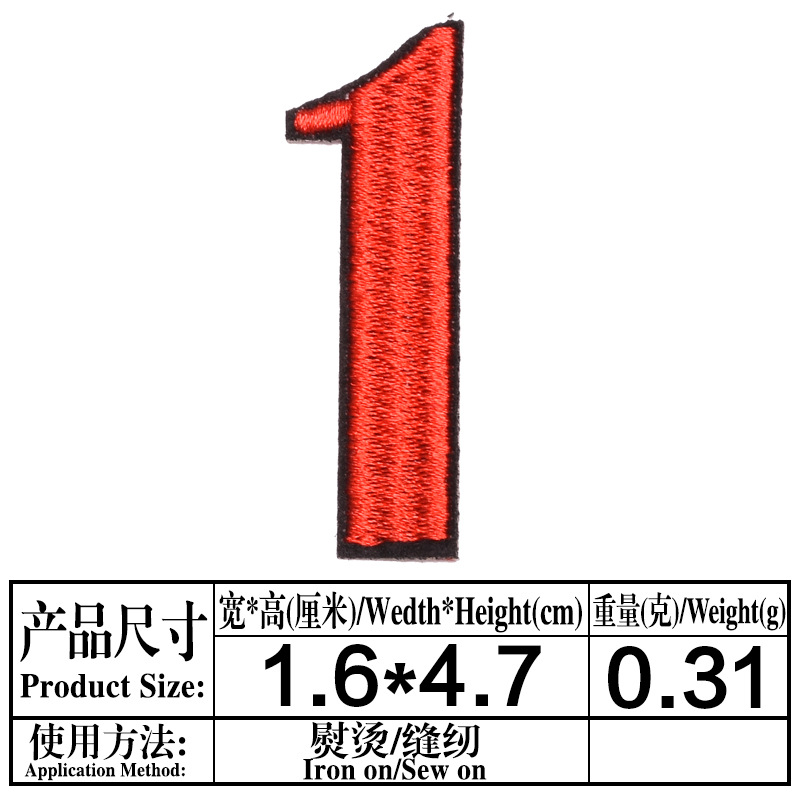 1
产品尺寸
Product Size:
宽*高(厘米)/Wedth*Height(cm)
重量(克)/Weight(g)
1.6*4.7
0.31
使用方法:
Application Method:
熨烫/缝纫
Iron on/Sew on